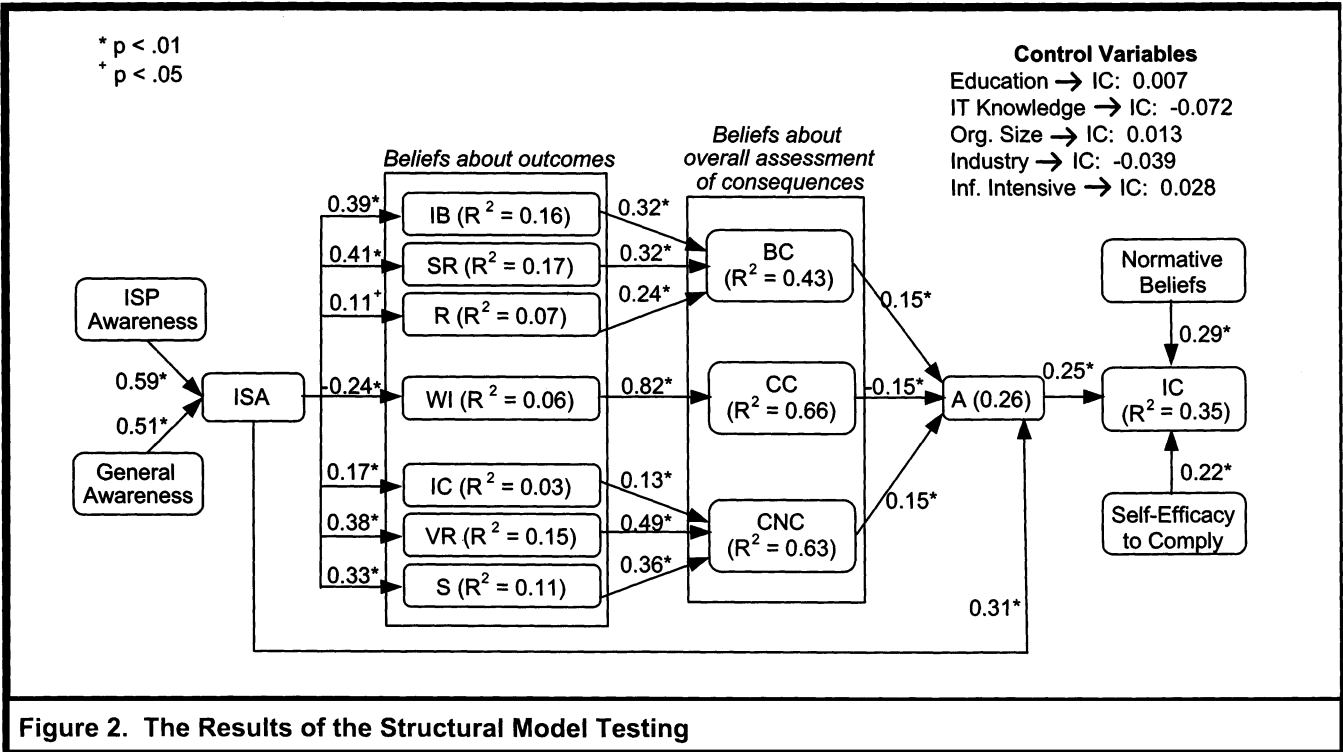 * p < .01
+ p < .05
Control Variables
Education → IC: 0.007
IT Knowledge → IC: -0.072
Org. Size → IC: 0.013
Industry → IC: -0.039
Inf. Intensive → IC: 0.028
Beliefs about outcomes
Beliefs about
overall assessment
of consequences
ISP
Awareness
0.59*
0.51*
General
Awareness
ISA
0.39*
0.41*
0.11+
-0.24*
0.17*
0.38*
0.33*
IB (R² = 0.16)
SR (R² = 0.17)
R (R² = 0.07)
WI (R² = 0.06)
IC (R² = 0.03)
VR (R² = 0.15)
S (R² = 0.11)
0.32*
0.32*
0.24*
0.82*
0.13*
0.49*
0.36*
BC
(R² = 0.43)
CC
(R² = 0.66)
CNC
(R² = 0.63)
0.15*
-0.15*
0.15*
0.31*
A (0.26)
0.25*
Normative
Beliefs
0.29*
IC
(R² = 0.35)
0.22*
Self-Efficacy
to Comply
Figure 2. The Results of the Structural Model Testing